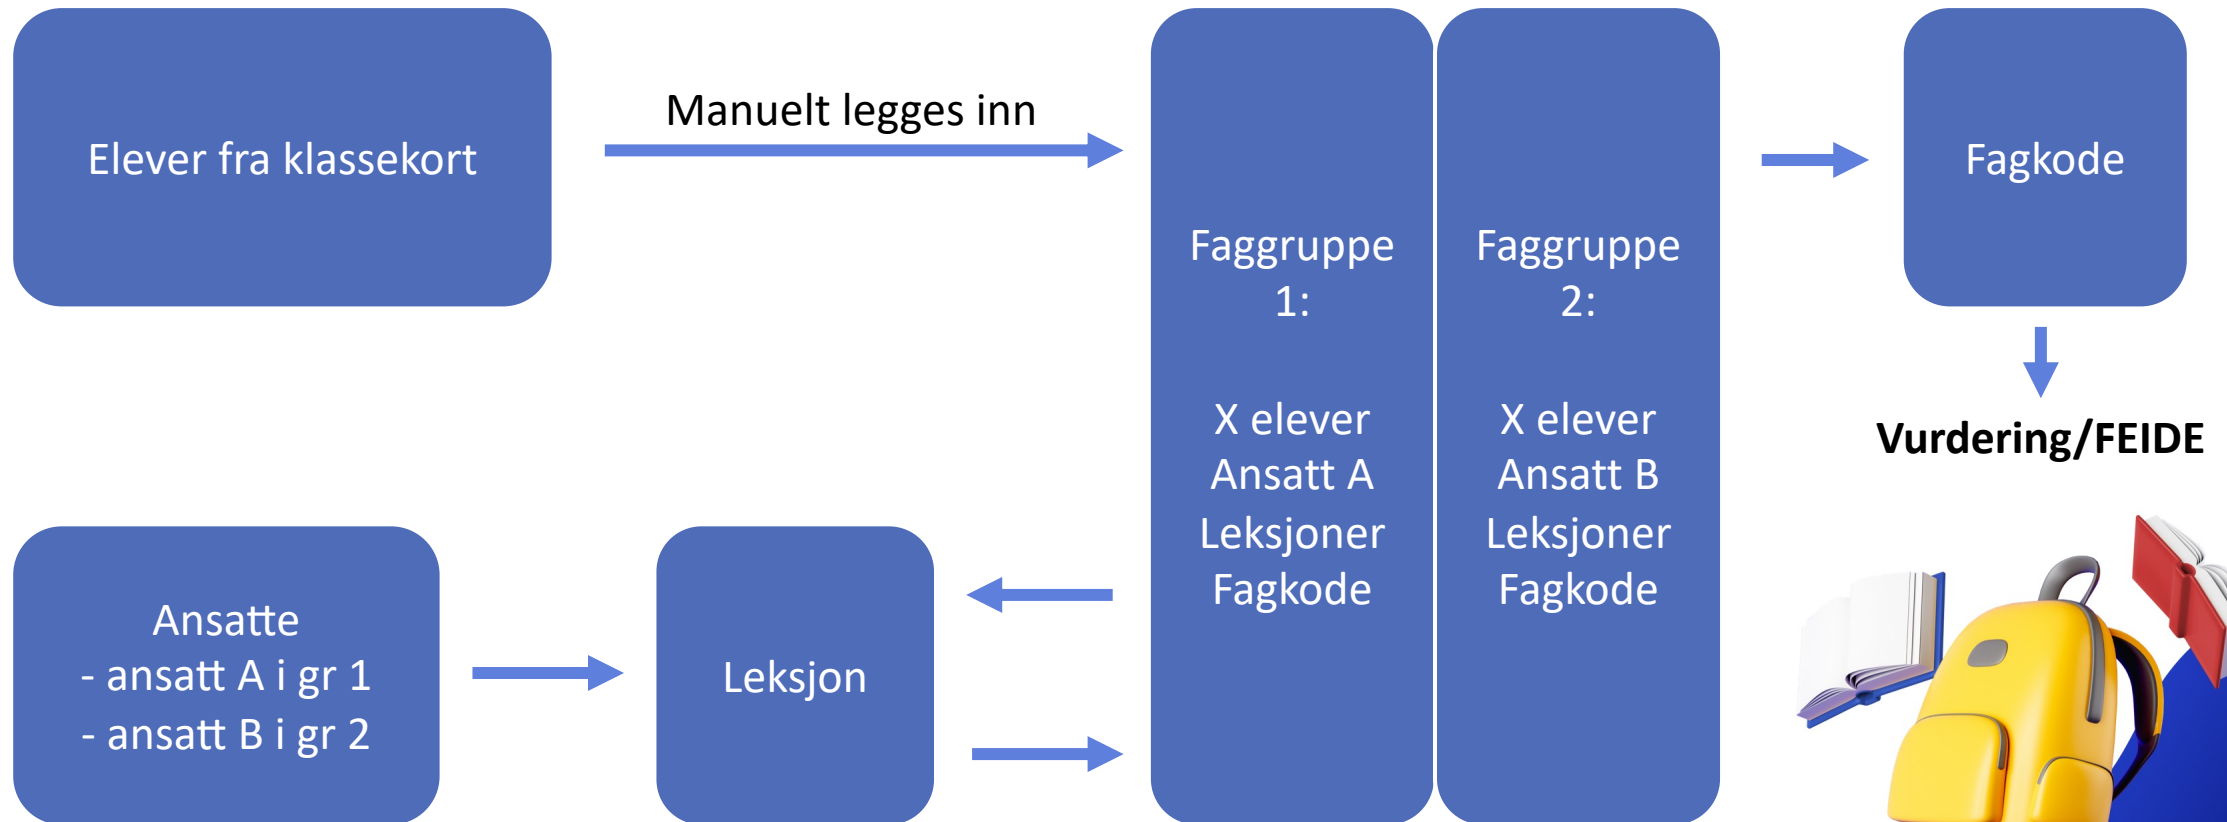 Elever fra klassekort
Manuelt legges inn
Faggruppe
1:
X elever
Ansatt A
Leksjoner
Fagkode
Faggruppe
2:
X elever
Ansatt B
Leksjoner
Fagkode
Fagkode
Vurdering/FEIDE
Ansatte
- ansatt A i gr 1
- ansatt B i gr 2
Leksjon